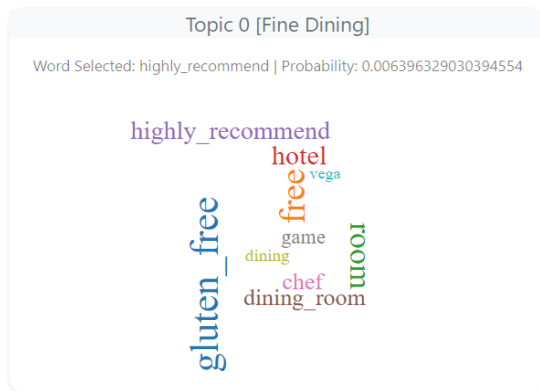 Topic 0 [Fine Dining]
Word Selected: highly_recommend | Probability: 0.006396329030394554
highly_recommend
hotel
vega
free
gluten_free
game
room
dining
chef
dining_room